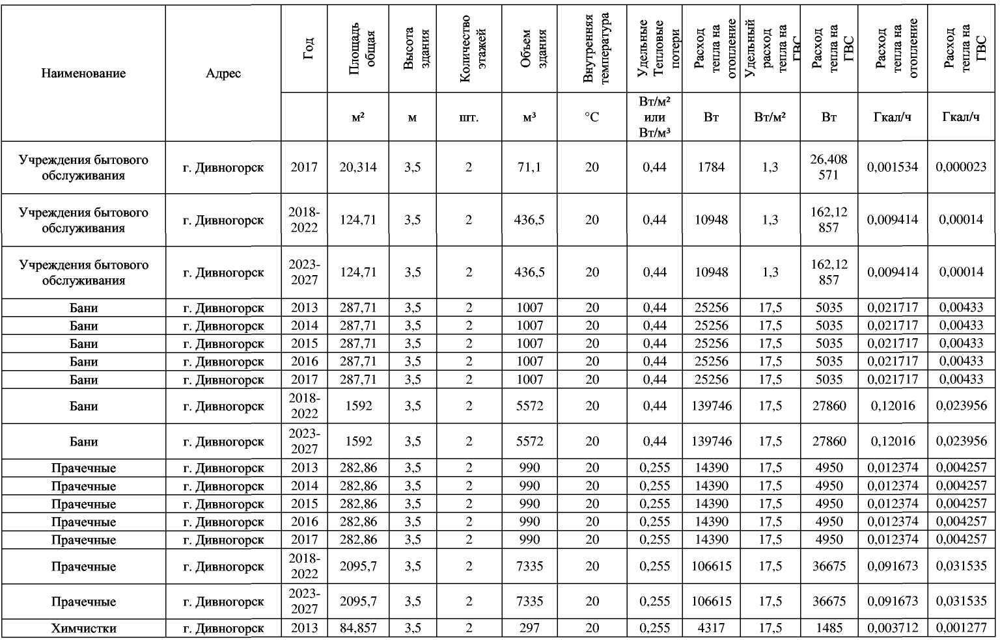 Наименование Адрес Год Площадь общая Высота здания Количество этажей Объем здания Внутренняя температура Удельные Тепловые потери Расход тепла на отопление Удельный расход тепла на ГВС Расход тепла на ГВС Расход тепла на отопление Расход тепла на ГВС
м² м шт. м³ °С Вт/м² или Вт/м³ Вт Вт/м² Вт Гкал/ч Гкал/ч
Учреждения бытового обслуживания г. Дивногорск 2017 20,314 3,5 2 71,1 20 0,44 1784 1,3 26,408 571 0,001534 0,000023
Учреждения бытового обслуживания г. Дивногорск 2018-2022 124,71 3,5 2 436,5 20 0,44 10948 1,3 162,12 857 0,009414 0,00014
Учреждения бытового обслуживания г. Дивногорск 2023-2027 124,71 3,5 2 436,5 20 0,44 10948 1,3 162,12 857 0,009414 0,00014
Бани г. Дивногорск 2013 287,71 3,5 2 1007 20 0,44 25256 17,5 5035 0,021717 0,00433
Бани г. Дивногорск 2014 287,71 3,5 2 1007 20 0,44 25256 17,5 5035 0,021717 0,00433
Бани г. Дивногорск 2015 287,71 3,5 2 1007 20 0,44 25256 17,5 5035 0,021717 0,00433
Бани г. Дивногорск 2016 287,71 3,5 2 1007 20 0,44 25256 17,5 5035 0,021717 0,00433
Бани г. Дивногорск 2017 287,71 3,5 2 1007 20 0,44 25256 17,5 5035 0,021717 0,00433
Бани г. Дивногорск 2018-2022 1592 3,5 2 5572 20 0,44 139746 17,5 27860 0,12016 0,023956
Бани г. Дивногорск 2023-2027 1592 3,5 2 5572 20 0,44 139746 17,5 27860 0,12016 0,023956
Прачечные г. Дивногорск 2013 282,86 3,5 2 990 20 0,255 14390 17,5 4950 0,012374 0,004257
Прачечные г. Дивногорск 2014 282,86 3,5 2 990 20 0,255 14390 17,5 4950 0,012374 0,004257
Прачечные г. Дивногорск 2015 282,86 3,5 2 990 20 0,255 14390 17,5 4950 0,012374 0,004257
Прачечные г. Дивногорск 2016 282,86 3,5 2 990 20 0,255 14390 17,5 4950 0,012374 0,004257
Прачечные г. Дивногорск 2017 282,86 3,5 2 990 20 0,255 14390 17,5 4950 0,012374 0,004257
Прачечные г. Дивногорск 2018-2022 2095,7 3,5 2 7335 20 0,255 106615 17,5 36675 0,091673 0,031535
Прачечные г. Дивногорск 2023-2027 2095,7 3,5 2 7335 20 0,255 106615 17,5 36675 0,091673 0,031535
Химчистки г. Дивногорск 2013 84,857 3,5 2 297 20 0,255 4317 17,5 1485 0,003712 0,001277